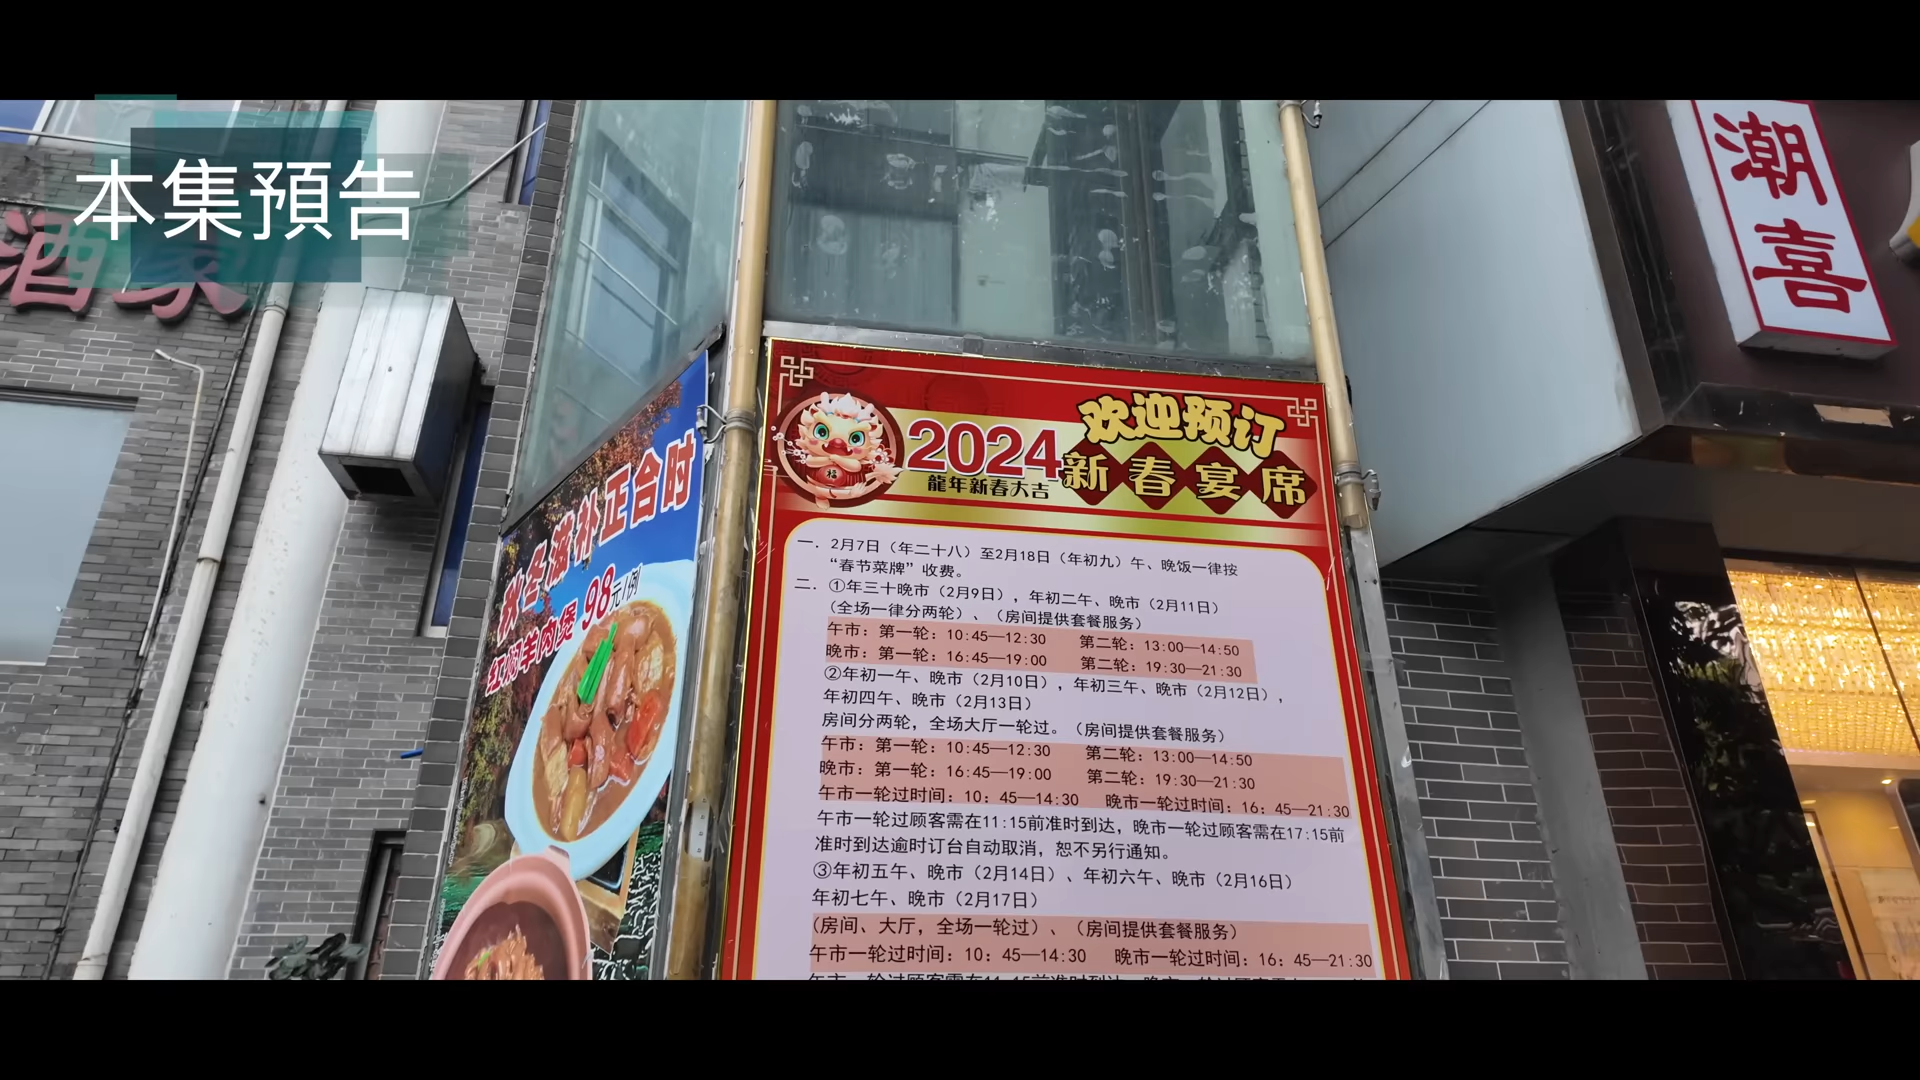 本集預告
酒家
潮喜
秋冬滋补正合时
红焖羊肉煲 98元/例
欢迎预订
2024
新春宴席
龍年新春大吉
福
一. 2月7日（年二十八）至2月18日（年初九）午、晚饭一律按
“春节菜牌”收费。
二. ①年三十晚市（2月9日），年初二午、晚市（2月11日）
（全场一律分两轮）、（房间提供套餐服务）
午市：第一轮：10:45—12:30 第二轮：13:00—14:50
晚市：第一轮：16:45—19:00 第二轮：19:30—21:30
②年初一午、晚市（2月10日），年初三午、晚市（2月12日），
年初四午、晚市（2月13日）
房间分两轮，全场大厅一轮过。（房间提供套餐服务）
午市：第一轮：10:45—12:30 第二轮：13:00—14:50
晚市：第一轮：16:45—19:00 第二轮：19:30—21:30
午市一轮过时间：10：45—14:30 晚市一轮过时间：16：45—21:30
午市一轮过顾客需在11:15前准时到达，晚市一轮过顾客需在17:15前
准时到达逾时订台自动取消，恕不另行通知。
③年初五午、晚市（2月14日）、年初六午、晚市（2月16日）
年初七午、晚市（2月17日）
(房间、大厅，全场一轮过）、（房间提供套餐服务）
午市一轮过时间：10：45—14:30 晚市一轮过时间：16：45—21:30